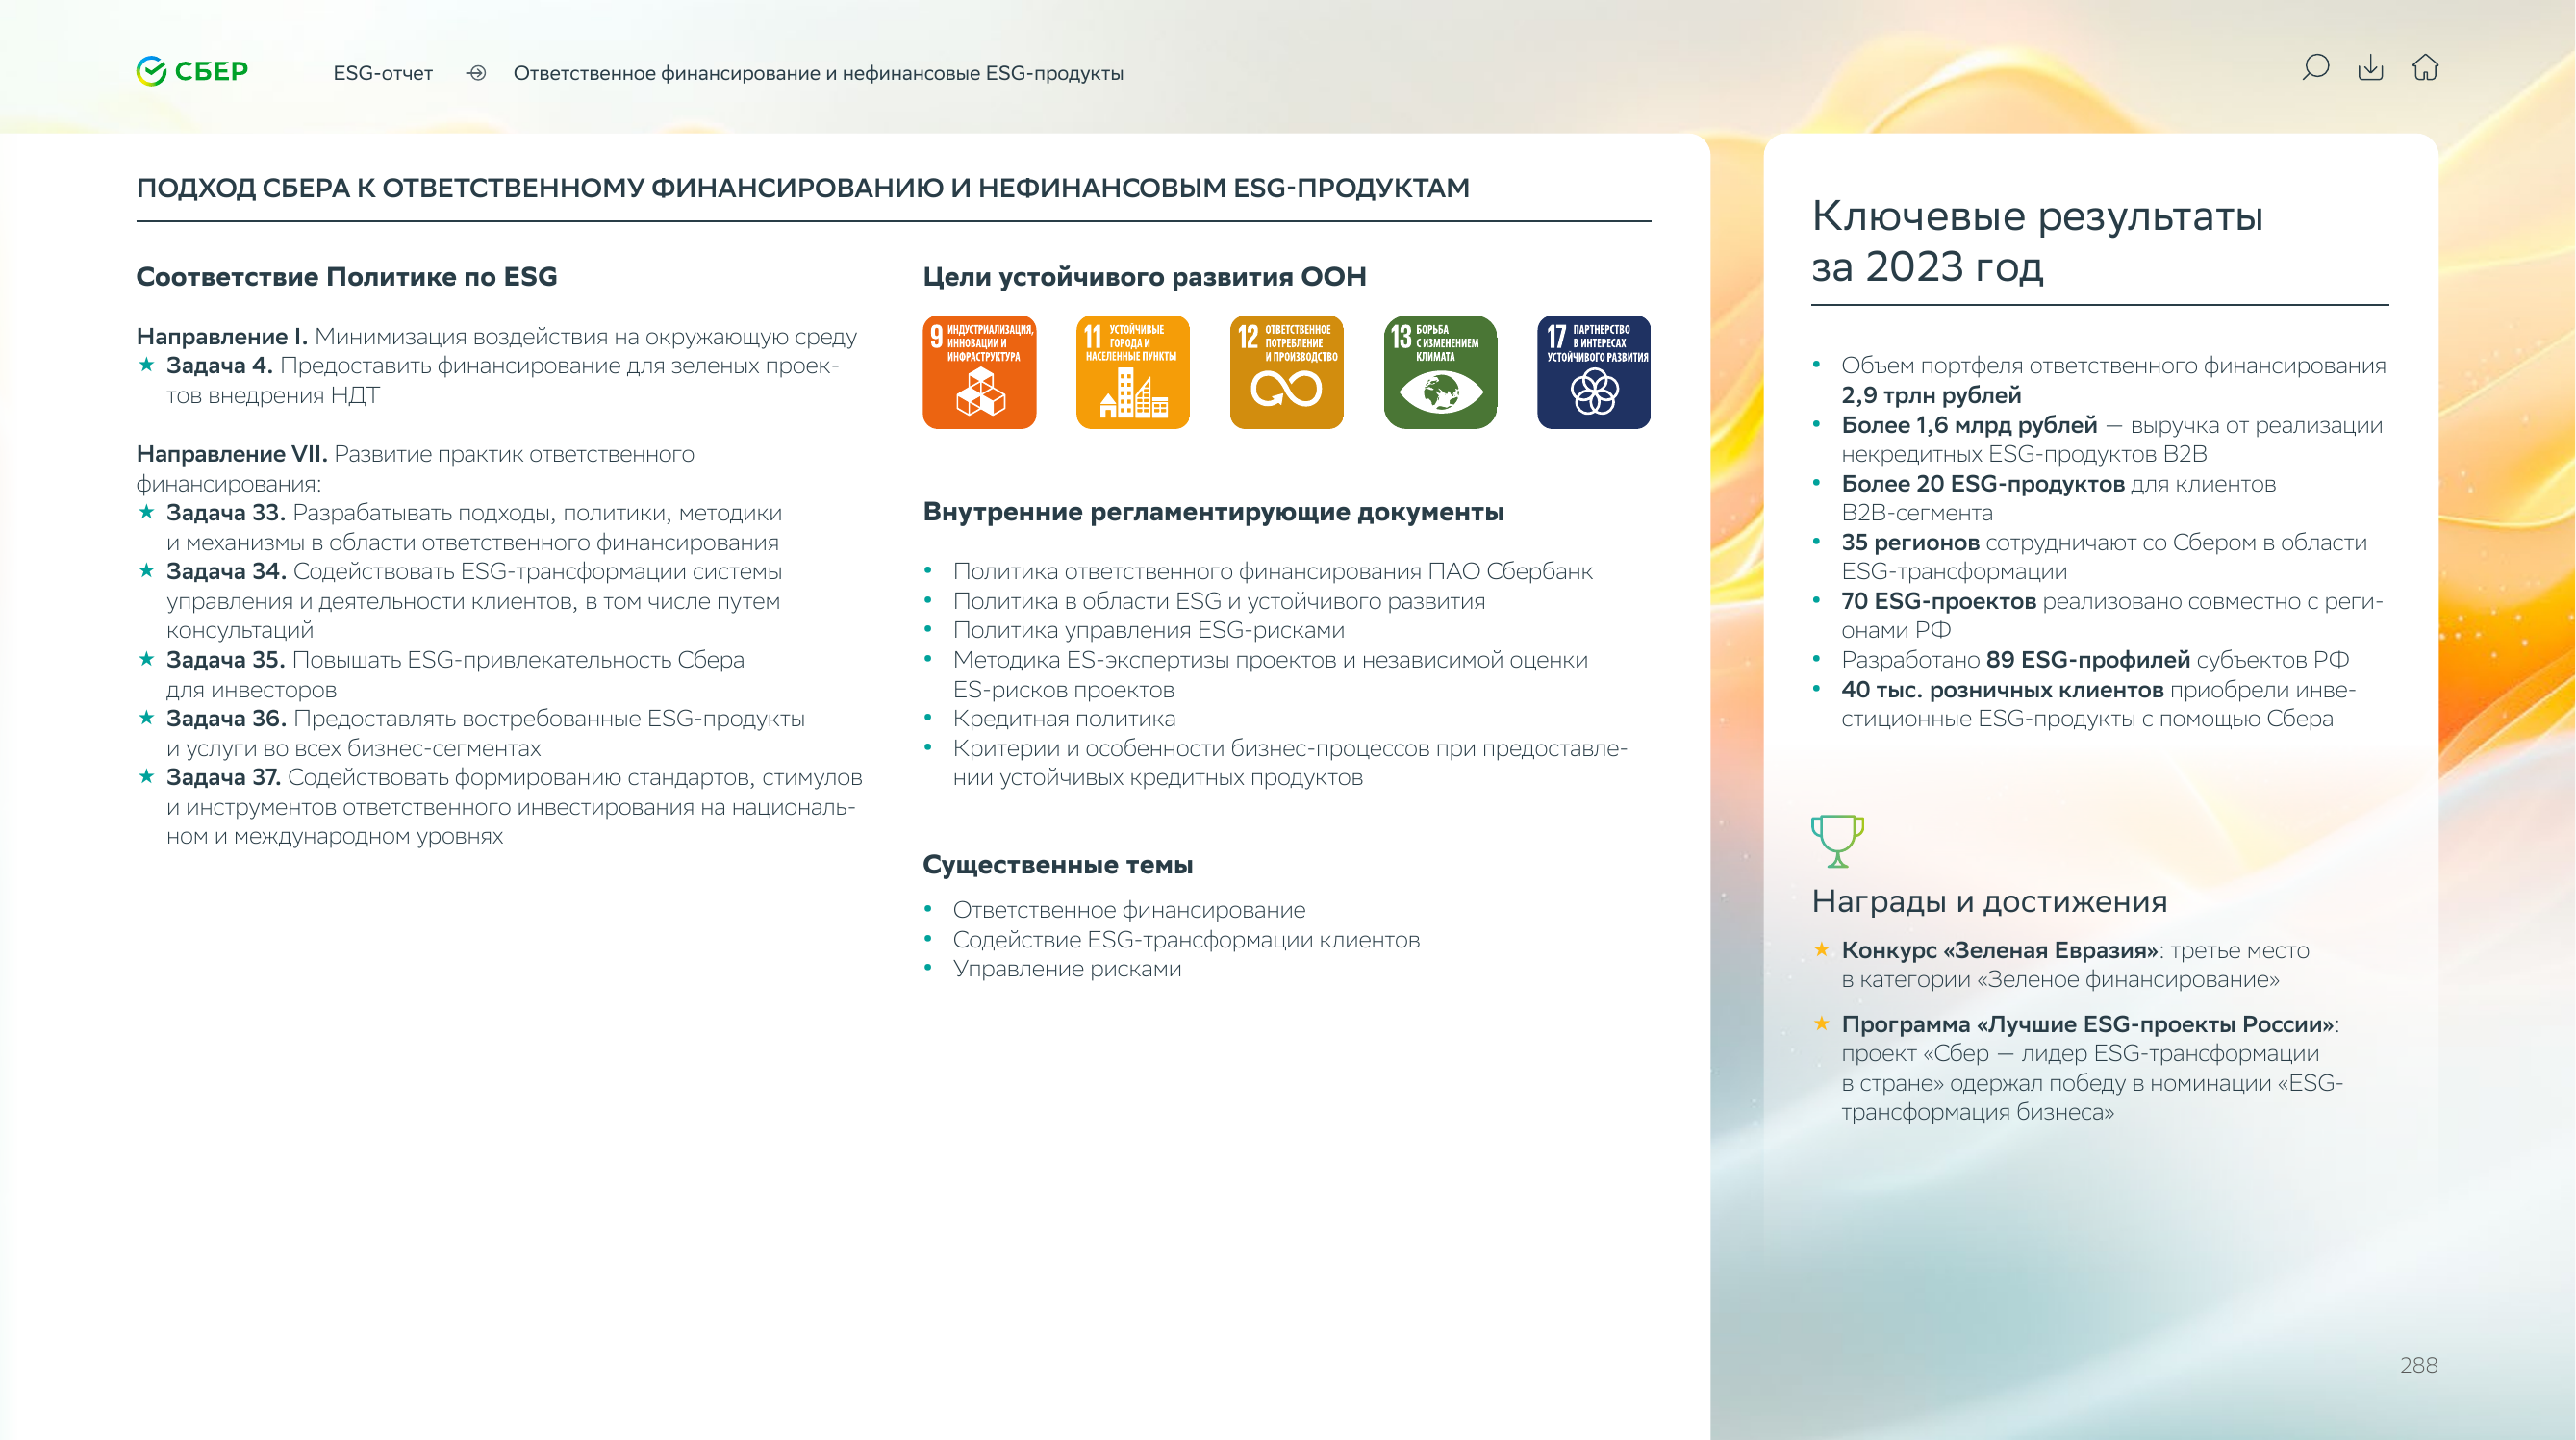 СБЕР
ESG-отчет
Ответственное финансирование и нефинансовые ESG-продукты
ПОДХОД СБЕРА К ОТВЕТСТВЕННОМУ ФИНАНСИРОВАНИЮ И НЕФИНАНСОВЫМ ESG-ПРОДУКТАМ
Соответствие Политике по ESG
Направление I. Минимизация воздействия на окружающую среду
★ Задача 4. Предоставить финансирование для зеленых проек-
тов внедрения НДТ
Направление VII. Развитие практик ответственного
финансирования:
★ Задача 33. Разрабатывать подходы, политики, методики
и механизмы в области ответственного финансирования
★ Задача 34. Содействовать ESG-трансформации системы
управления и деятельности клиентов, в том числе путем
консультаций
★ Задача 35. Повышать ESG-привлекательность Сбера
для инвесторов
★ Задача 36. Предоставлять востребованные ESG-продукты
и услуги во всех бизнес-сегментах
★ Задача 37. Содействовать формированию стандартов, стимулов
и инструментов ответственного инвестирования на националь-
ном и международном уровнях
Цели устойчивого развития ООН
9 ИНДУСТРИАЛИЗАЦИЯ,
ИННОВАЦИИ И
ИНФРАСТРУКТУРА
11 УСТОЙЧИВЫЕ
ГОРОДА И
НАСЕЛЕННЫЕ ПУНКТЫ
12 ОТВЕТСТВЕННОЕ
ПОТРЕБЛЕНИЕ
И ПРОИЗВОДСТВО
13 БОРЬБА
С ИЗМЕНЕНИЕМ
КЛИМАТА
17 ПАРТНЕРСТВО
В ИНТЕРЕСАХ
УСТОЙЧИВОГО РАЗВИТИЯ
Внутренние регламентирующие документы
• Политика ответственного финансирования ПАО Сбербанк
• Политика в области ESG и устойчивого развития
• Политика управления ESG-рисками
• Методика ES-экспертизы проектов и независимой оценки
ES-рисков проектов
• Кредитная политика
• Критерии и особенности бизнес-процессов при предоставле-
нии устойчивых кредитных продуктов
Существенные темы
• Ответственное финансирование
• Содействие ESG-трансформации клиентов
• Управление рисками
Ключевые результаты
за 2023 год
• Объем портфеля ответственного финансирования
2,9 трлн рублей
• Более 1,6 млрд рублей — выручка от реализации
некредитных ESG-продуктов B2B
• Более 20 ESG-продуктов для клиентов
B2B-сегмента
• 35 регионов сотрудничают со Сбером в области
ESG-трансформации
• 70 ESG-проектов реализовано совместно с реги-
онами РФ
• Разработано 89 ESG-профилей субъектов РФ
• 40 тыс. розничных клиентов приобрели инве-
стиционные ESG-продукты с помощью Сбера
Награды и достижения
★ Конкурс «Зеленая Евразия»: третье место
в категории «Зеленое финансирование»
★ Программа «Лучшие ESG-проекты России»:
проект «Сбер — лидер ESG-трансформации
в стране» одержал победу в номинации «ESG-
трансформация бизнеса»
288